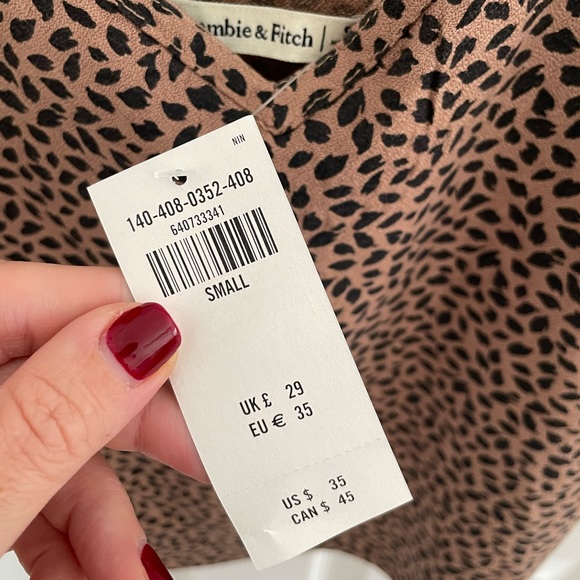 mbie & Fitch |
NIN
140-408-0352-408
640733341
SMALL
UK £ 29
EU € 35
US $ 35
CAN $ 45